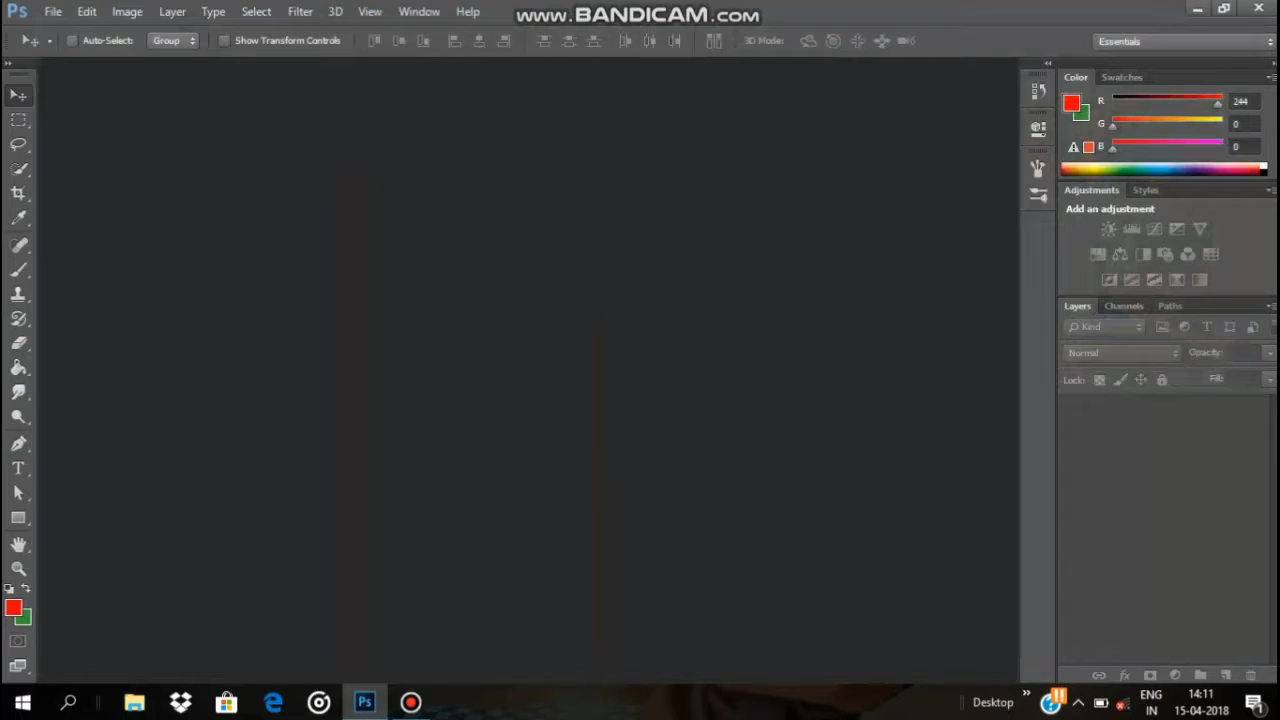 Ps File Edit Image Layer Type Select Filter 3D View Window Help
www.BANDICAM.com
Auto-Select: Group Show Transform Controls 3D Mode: Essentials
Color Swatches
R 244
G 0
B 0
Adjustments Styles
Add an adjustment
Layers Channels Paths
Kind
Normal Opacity:
Lock: Fill:
T
Ps
Desktop
ENG
IN
14:11
15-04-2018
1